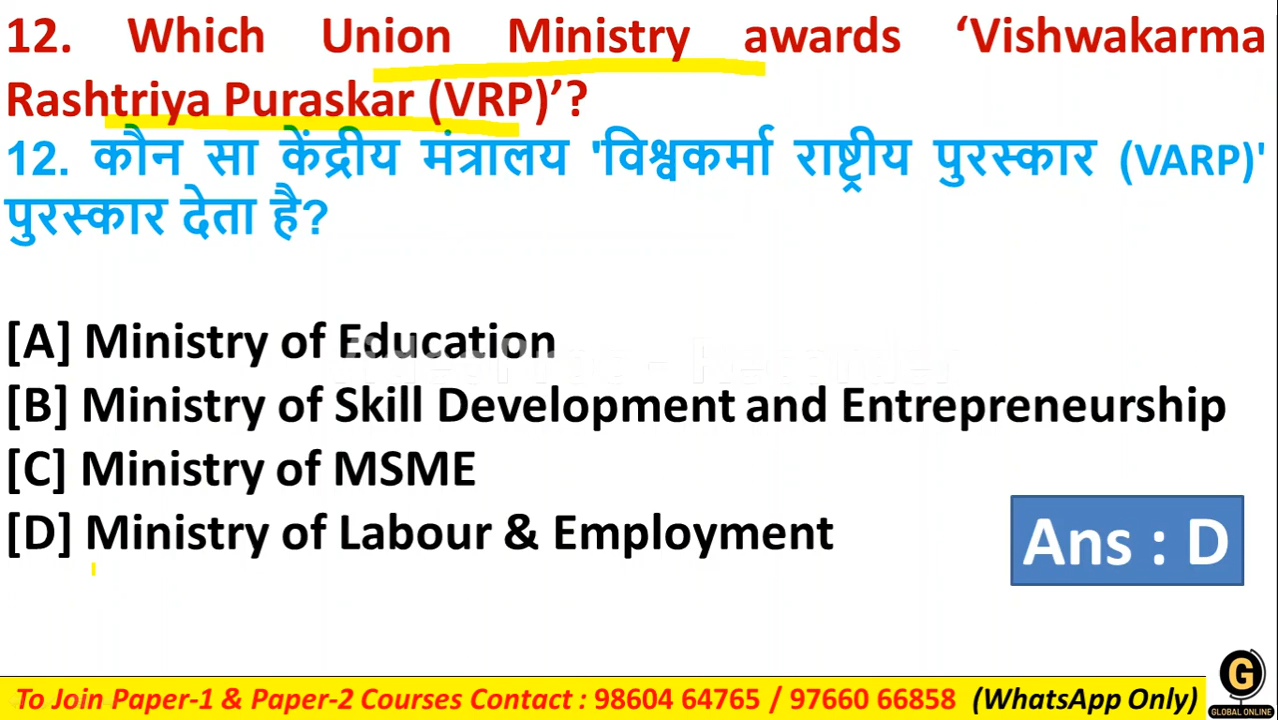 12. Which Union Ministry awards ‘Vishwakarma
Rashtriya Puraskar (VRP)’?
12. कौन सा केंद्रीय मंत्रालय 'विश्वकर्मा राष्ट्रीय पुरस्कार (VARP)'
पुरस्कार देता है?
[A] Ministry of Education
[B] Ministry of Skill Development and Entrepreneurship
[C] Ministry of MSME
[D] Ministry of Labour & Employment
Ans : D
To Join Paper-1 & Paper-2 Courses Contact : 98604 64765 / 97660 66858 (WhatsApp Only)
G
GLOBAL ONLINE